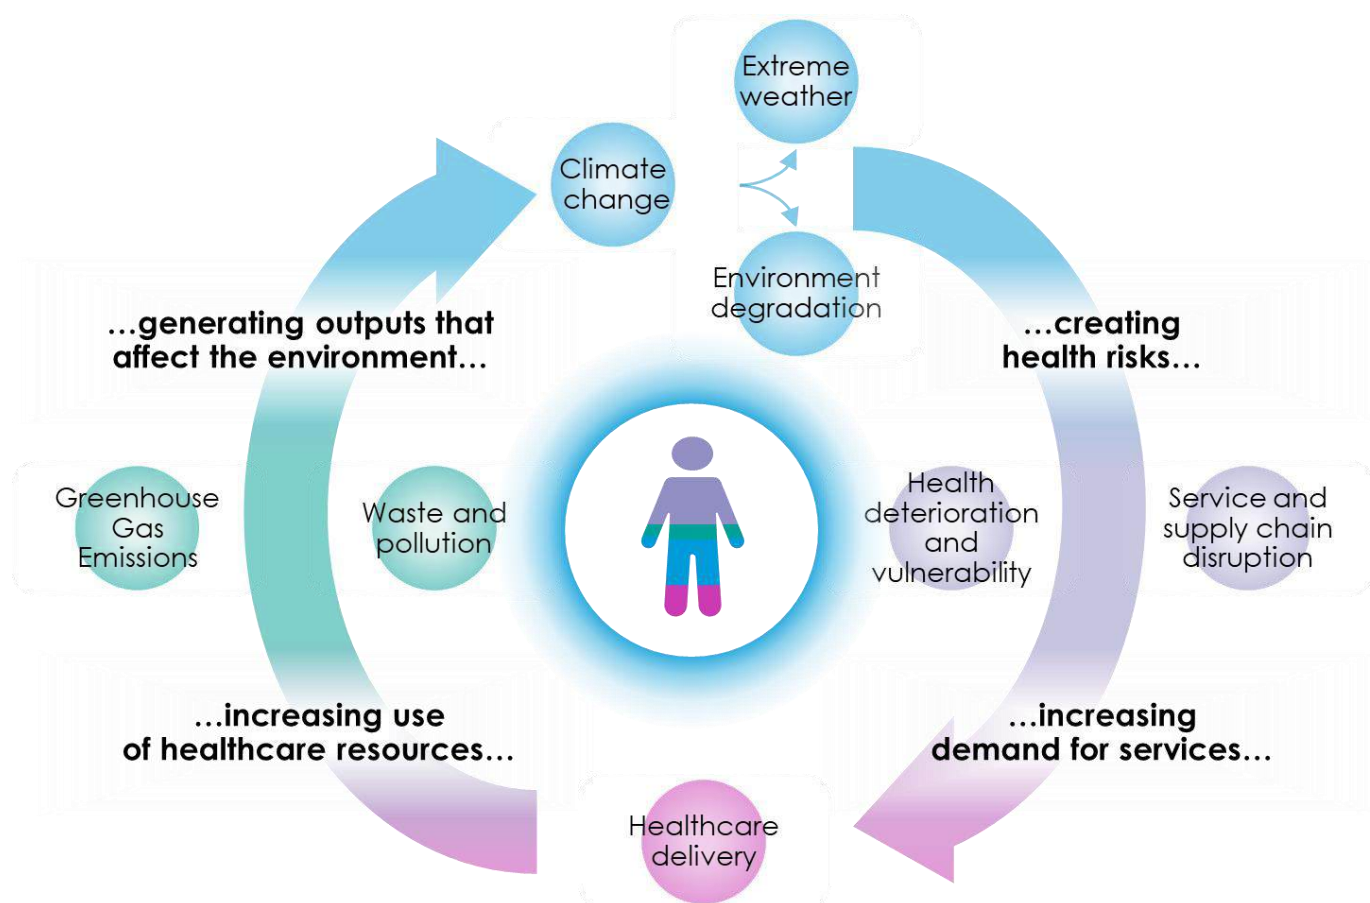 Extreme
weather
Climate
change
Environment
degradation
…generating outputs that
affect the environment…
…creating
health risks…
Greenhouse
Gas
Emissions
Waste and
pollution
Health
deterioration
and
vulnerability
Service and
supply chain
disruption
…increasing use
of healthcare resources…
…increasing
demand for services…
Healthcare
delivery